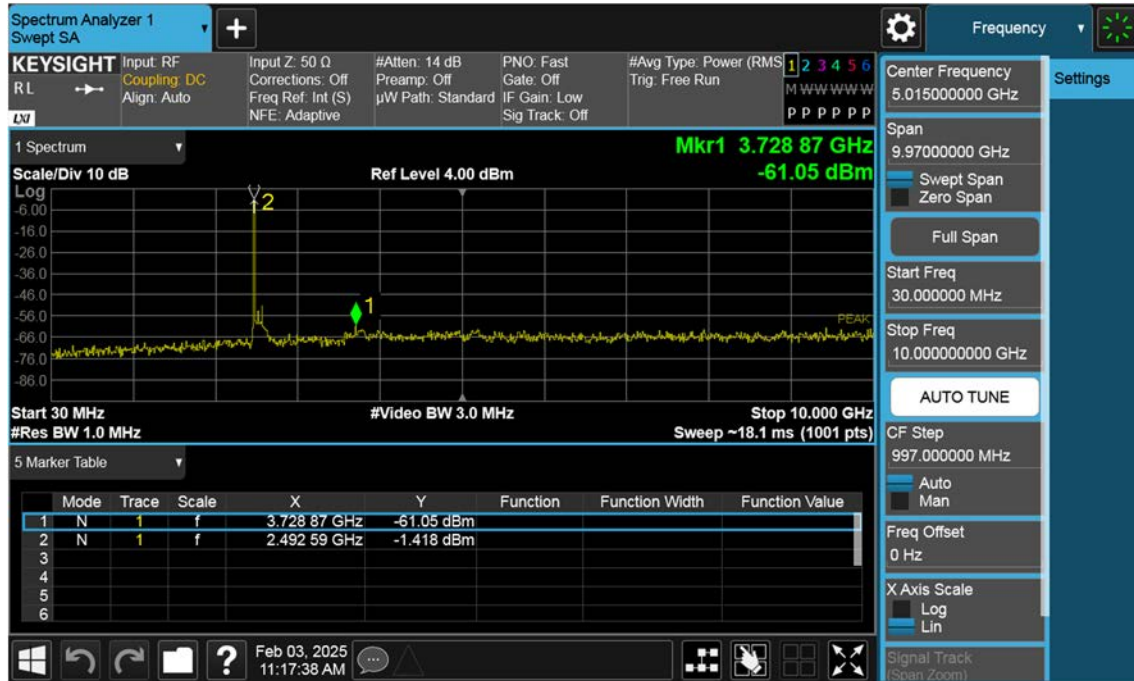 Spectrum Analyzer 1
Swept SA
+
Frequency
KEYSIGHT
RL
LXI
Input: RF
Coupling: DC
Align: Auto
Input Z: 50 Ω
Corrections: Off
Freq Ref: Int (S)
NFE: Adaptive
#Atten: 14 dB
Preamp: Off
µW Path: Standard
PNO: Fast
Gate: Off
IF Gain: Low
Sig Track: Off
#Avg Type: Power (RMS
Trig: Free Run
1 2 3 4 5 6
M W W W W W
P P P P P P
1 Spectrum
Scale/Div 10 dB
Ref Level 4.00 dBm
Mkr1 3.728 87 GHz
-61.05 dBm
Log
-6.00
-16.0
-26.0
-36.0
-46.0
-56.0
-66.0
-76.0
-86.0
2
1
PEAK
Start 30 MHz
#Res BW 1.0 MHz
#Video BW 3.0 MHz
Stop 10.000 GHz
Sweep ~18.1 ms (1001 pts)
5 Marker Table
Mode Trace Scale X Y Function Function Width Function Value
1 N 1 f 3.728 87 GHz -61.05 dBm
2 N 1 f 2.492 59 GHz -1.418 dBm
3
4
5
6
?
Feb 03, 2025
11:17:38 AM
Center Frequency
5.015000000 GHz
Span
9.97000000 GHz
Swept Span
Zero Span
Full Span
Start Freq
30.000000 MHz
Stop Freq
10.000000000 GHz
AUTO TUNE
CF Step
997.000000 MHz
Auto
Man
Freq Offset
0 Hz
X Axis Scale
Log
Lin
Signal Track
(Span Zoom)
Settings